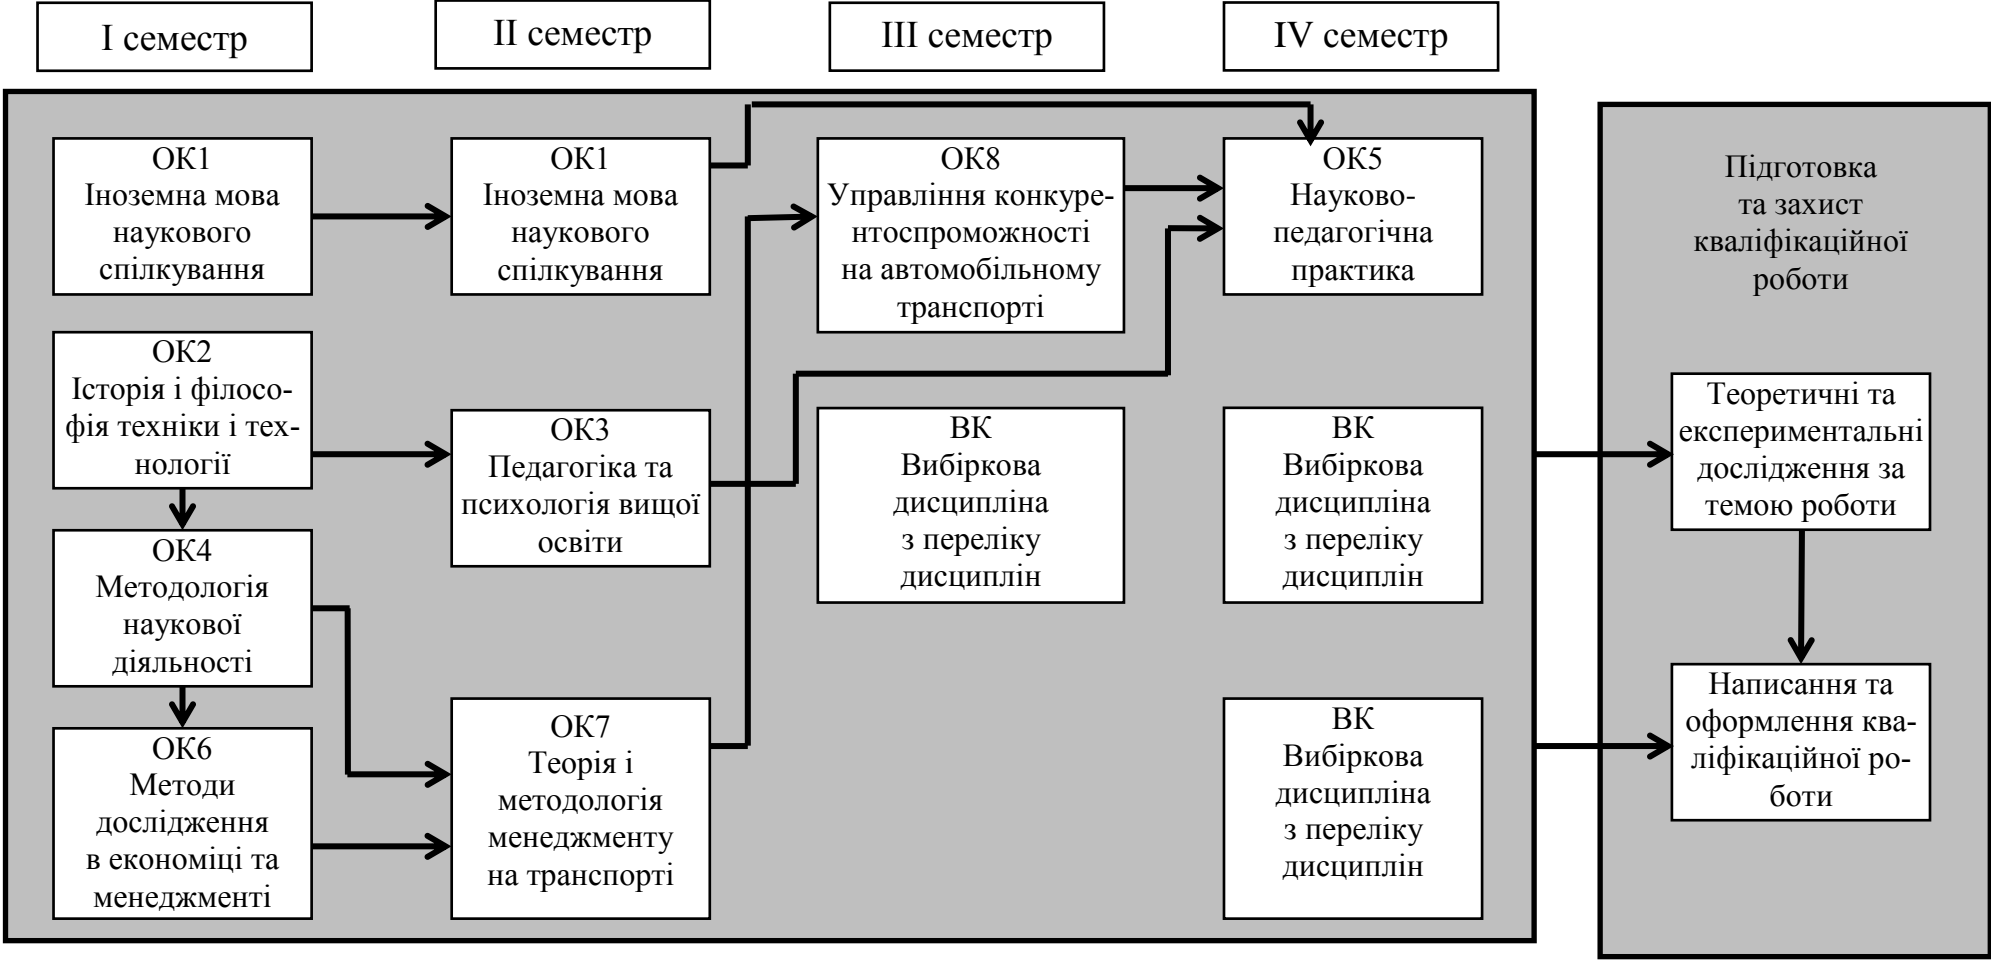 I семестр
II семестр
III семестр
IV семестр
ОК1
Іноземна мова
наукового
спілкування
ОК2
Історія і філосо-
фія техніки і тех-
нології
ОК4
Методологія
наукової
діяльності
ОК6
Методи
дослідження
в економіці та
менеджменті
ОК1
Іноземна мова
наукового
спілкування
ОК3
Педагогіка та
психологія вищої
освіти
ОК7
Теорія і
методологія
менеджменту
на транспорті
ОК8
Управління конкуре-
нтоспроможності
на автомобільному
транспорті
ВК
Вибіркова
дисципліна
з переліку
дисциплін
ОК5
Науково-
педагогічна
практика
ВК
Вибіркова
дисципліна
з переліку
дисциплін
ВК
Вибіркова
дисципліна
з переліку
дисциплін
Підготовка
та захист
кваліфікаційної
роботи
Теоретичні та
експериментальні
дослідження за
темою роботи
Написання та
оформлення ква-
ліфікаційної ро-
боти